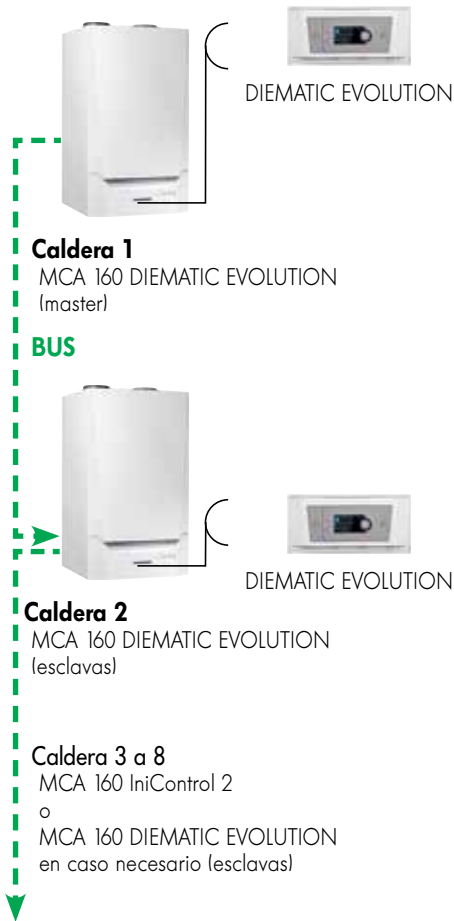 DIEMATIC EVOLUTION
Caldera 1
MCA 160 DIEMATIC EVOLUTION
(master)
BUS
DIEMATIC EVOLUTION
Caldera 2
MCA 160 DIEMATIC EVOLUTION
(esclavas)
Caldera 3 a 8
MCA 160 IniControl 2
o
MCA 160 DIEMATIC EVOLUTION
en caso necesario (esclavas)